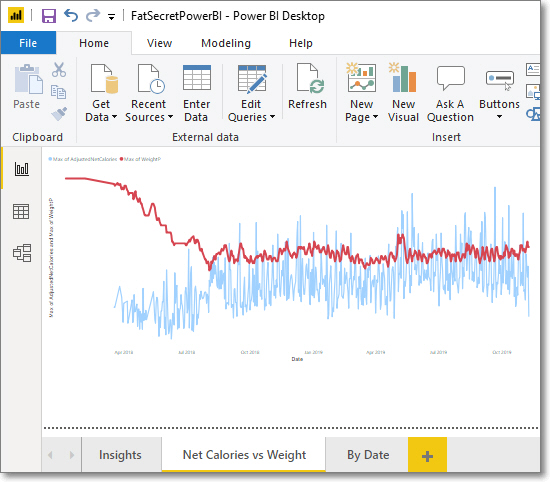 FatSecretPowerBI - Power BI Desktop
File Home View Modeling Help
Paste Get Data Recent Sources Enter Data Edit Queries Refresh New Page New Visual Ask A Question Buttons
Clipboard External data Insert
Max of AdjustedNetCalories Max of WeightP
Max of AdjustedNetCalories and Max of WeightP
Apr 2018 Jul 2018 Oct 2018 Jan 2019 Apr 2019 Jul 2019 Oct 2019
Date
Insights Net Calories vs Weight By Date